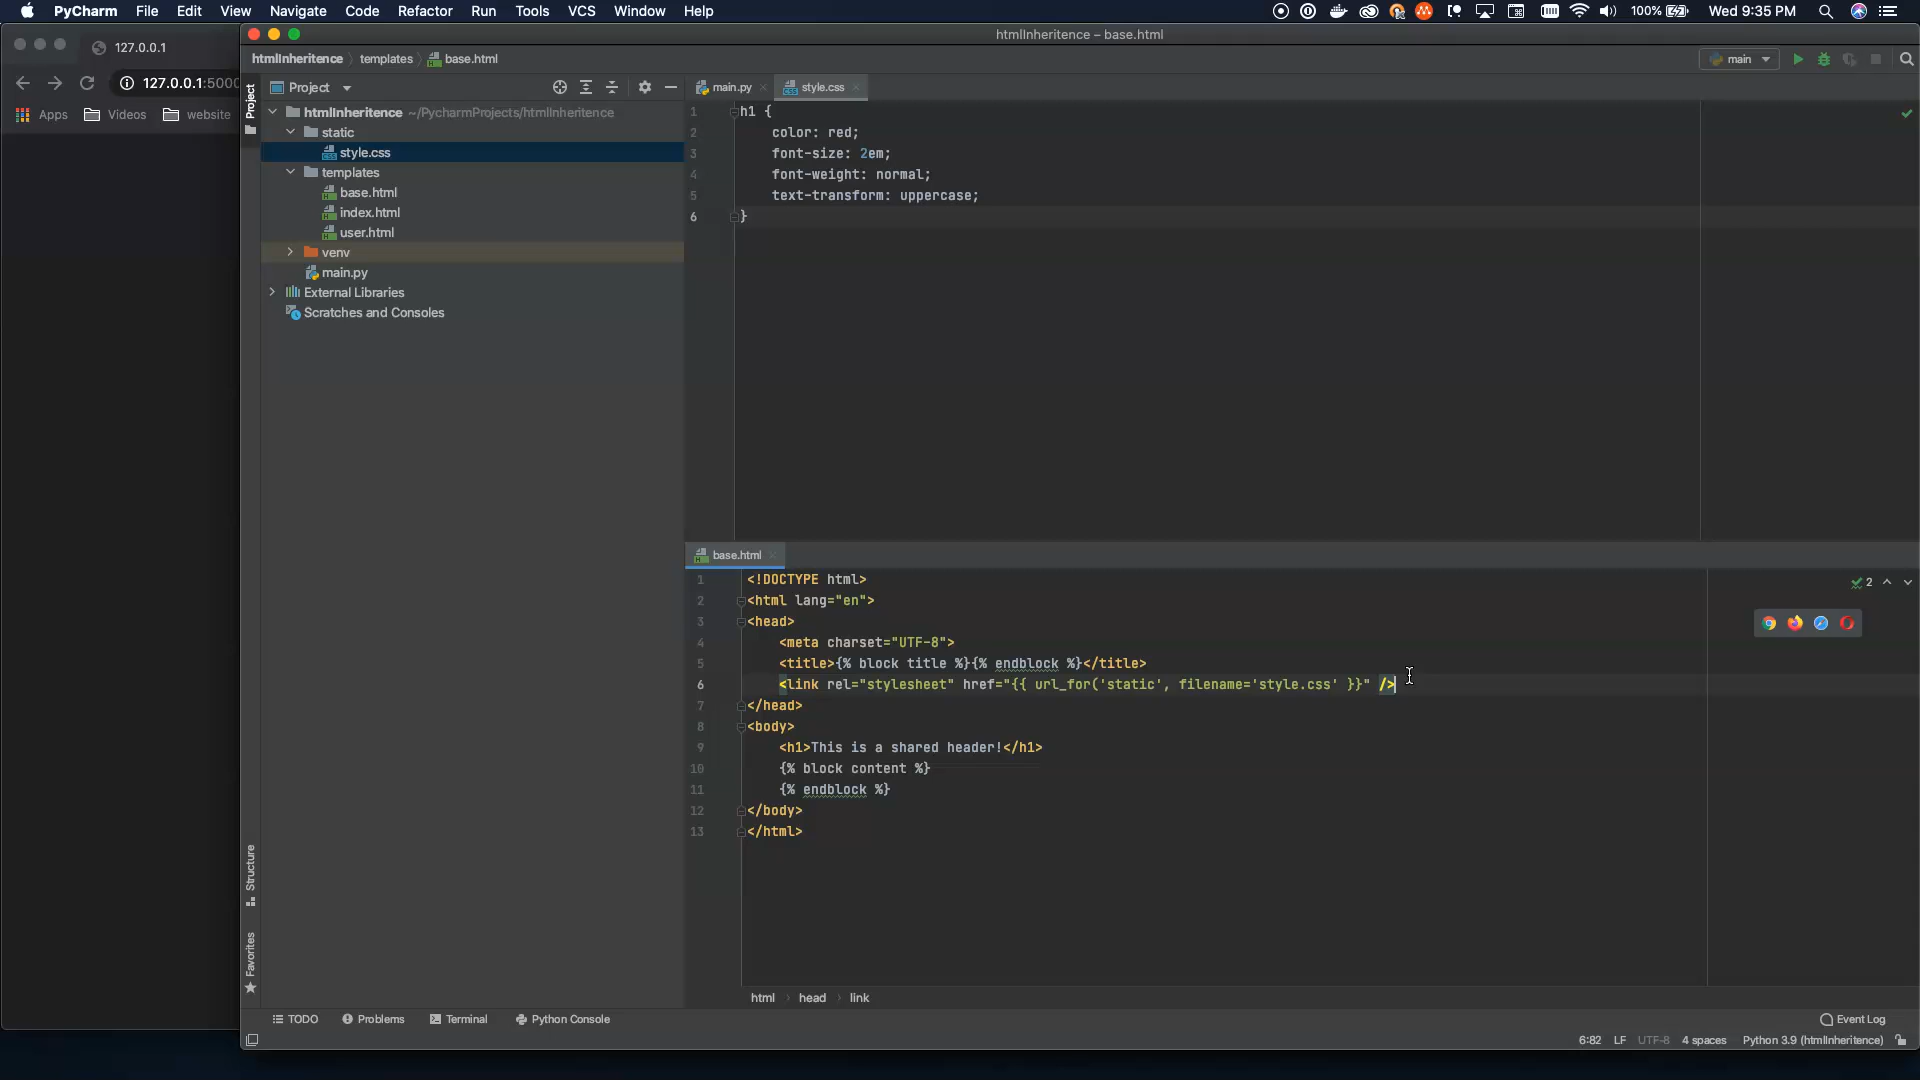 PyCharm File Edit View Navigate Code Refactor Run Tools VCS Window Help 100% Wed 9:35 PM
127.0.0.1
127.0.0.1:5000
Apps Videos website
htmlInheritence – base.html
htmlInheritence templates base.html main
Project
Project main.py style.css
htmlInheritence ~/PycharmProjects/htmlInheritence
static
style.css
templates
base.html
index.html
user.html
venv
main.py
External Libraries
Scratches and Consoles
1 h1 {
2 color: red;
3 font-size: 2em;
4 font-weight: normal;
5 text-transform: uppercase;
6 }
base.html
1 <!DOCTYPE html>
2 <html lang="en">
3 <head>
4 <meta charset="UTF-8">
5 <title>{% block title %}{% endblock %}</title>
6 <link rel="stylesheet" href="{{ url_for('static', filename='style.css' }}" />
7 </head>
8 <body>
9 <h1>This is a shared header!</h1>
10 {% block content %}
11 {% endblock %}
12 </body>
13 </html>
2
Structure
Favorites
html head link
TODO Problems Terminal Python Console Event Log
6:82 LF UTF-8 4 spaces Python 3.9 (htmlInheritence)